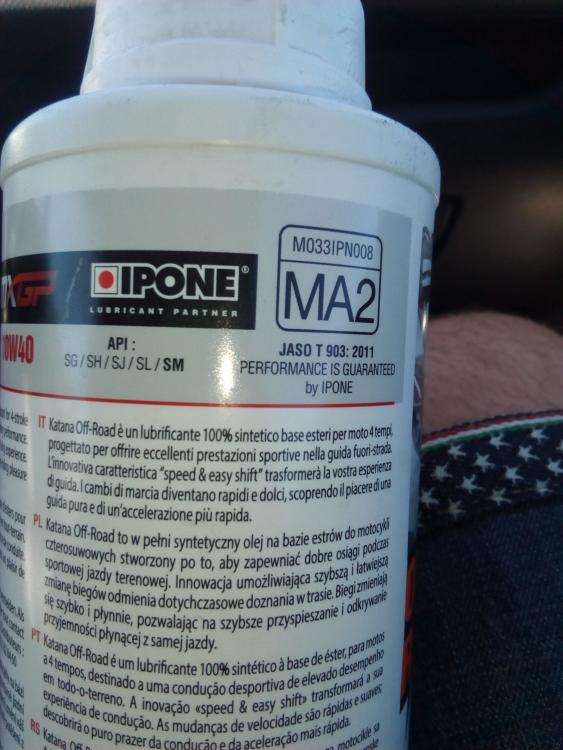 IPONE®
LUBRICANT PARTNER
10W40
API :
SG / SH / SJ / SL / SM
M033IPN008
MA2
JASO T 903: 2011
PERFORMANCE IS GUARANTEED
by IPONE
IT Katana Off-Road è un lubrificante 100% sintetico base esteri per moto 4 tempi,
progettato per offrire eccellenti prestazioni sportive nella guida fuori-strada.
L'innovativa caratteristica "speed & easy shift" trasformerà la vostra esperienza
di guida. I cambi di marcia diventano rapidi e dolci, scoprendo il piacere di una
guida pura e di un'accelerazione più rapida.
PL Katana Off-Road to w pełni syntetyczny olej na bazie estrów do motocykli
czterosuwowych stworzony po to, aby zapewniać dobre osiągi podczas
sportowej jazdy terenowej. Innowacja umożliwiająca szybszą i łatwiejszą
zmianę biegów odmienia dotychczasowe doznania w trasie. Biegi zmieniają
się szybko i płynnie, pozwalając na szybsze przyspieszanie i odkrywanie
przyjemności płynącej z samej jazdy.
PT Katana Off-Road é um lubrificante 100% sintético à base de éster, para motos
a 4 tempos, destinado a uma condução desportiva de elevado desempenho
em todo-o-terreno. A inovação «speed & easy shift» transformará a sua
experiência de condução. As mudanças de velocidade são rápidas e suaves:
descobrirá o puro prazer da condução e da aceleração mais rápida.
RS Katana Off-Road
motocikle sa